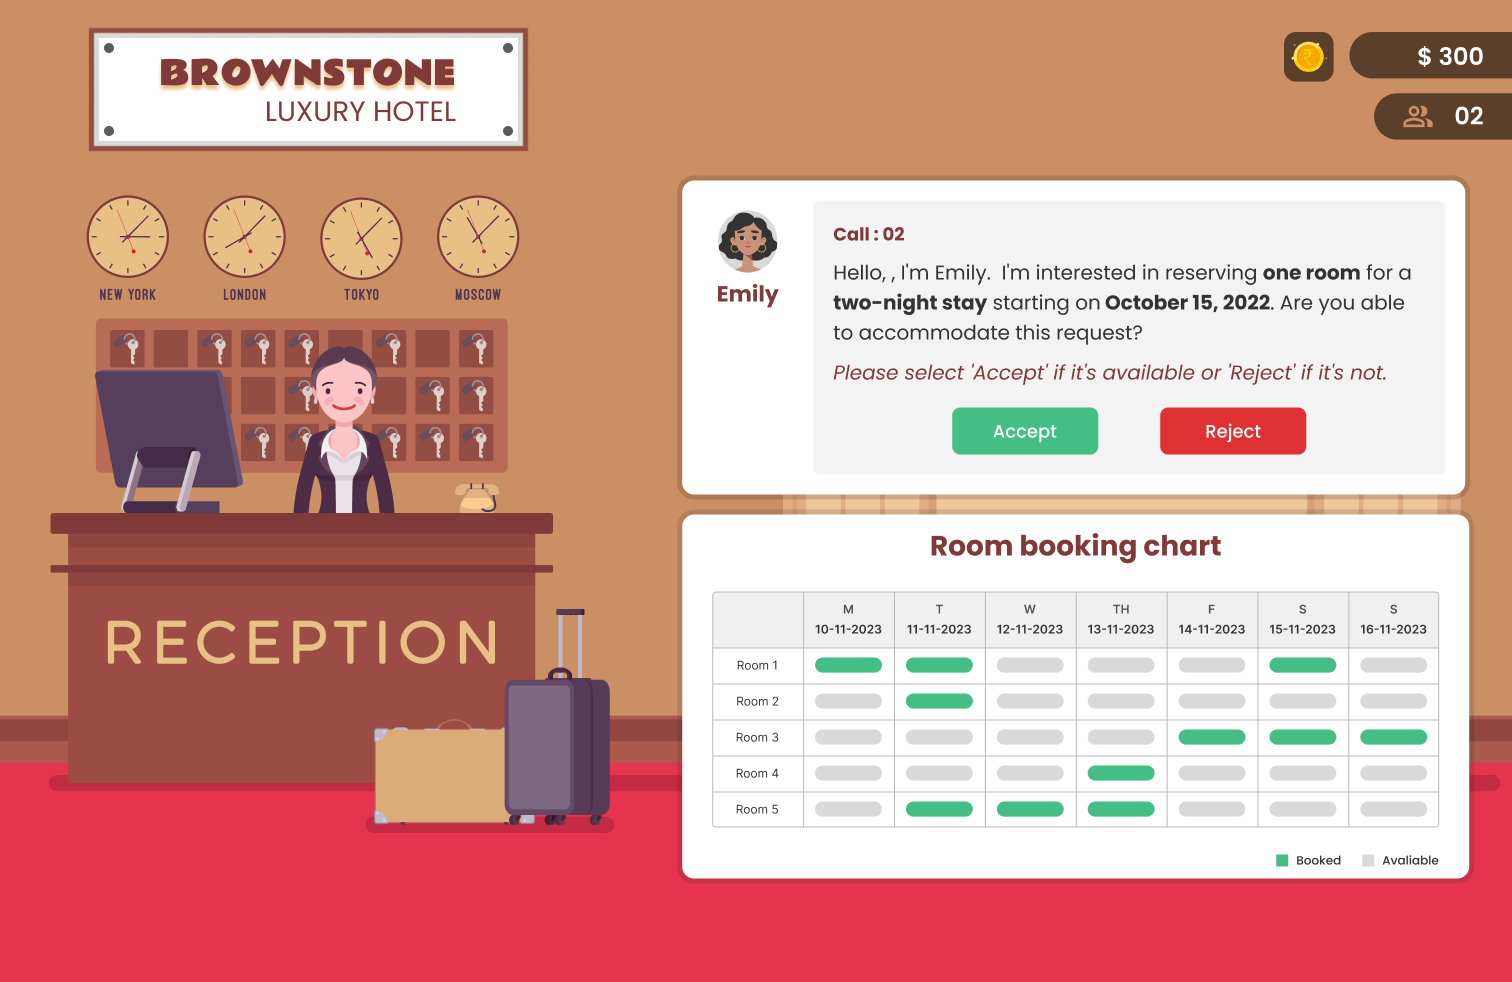 BROWNSTONE
LUXURY HOTEL
$ 300
02
NEW YORK
LONDON
TOKYO
MOSCOW
RECEPTION
Emily
Call : 02
Hello, , I'm Emily.  I'm interested in reserving one room for a
two-night stay starting on October 15, 2022. Are you able
to accommodate this request?
Please select 'Accept' if it's available or 'Reject' if it's not.
Accept
Reject
Room booking chart
M T W TH F S S
10-11-2023 11-11-2023 12-11-2023 13-11-2023 14-11-2023 15-11-2023 16-11-2023
Room 1
Room 2
Room 3
Room 4
Room 5
Booked Avaliable